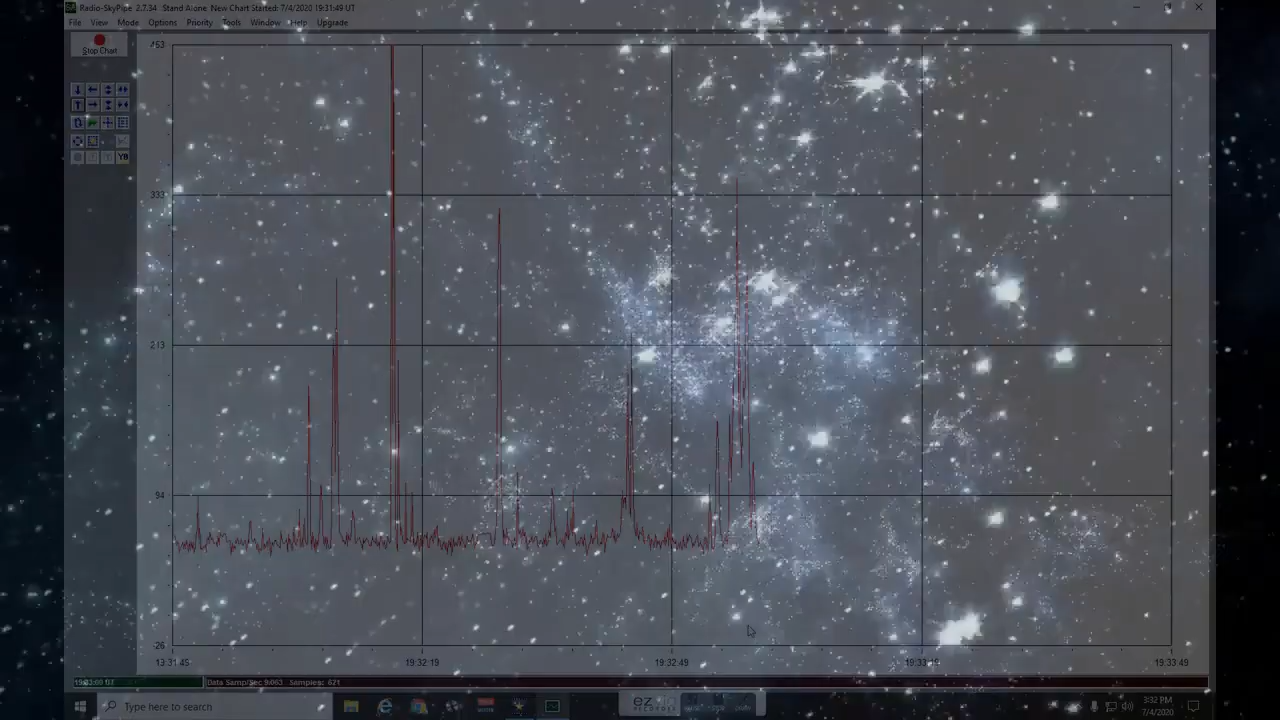 Radio-SkyPipe 2.7.34 Stand Alone New Chart Started: 7/4/2020 19:31:49 UT
File View Mode Options Priority Tools Window Help Upgrade
Stop Chart
453
333
213
94
-26
19:32:19
19:32:49
19:33:49
Data Samp/Sec 9.063 Samples: 621
Type here to search
ez
RECORDER
3:32 PM
7/4/2020